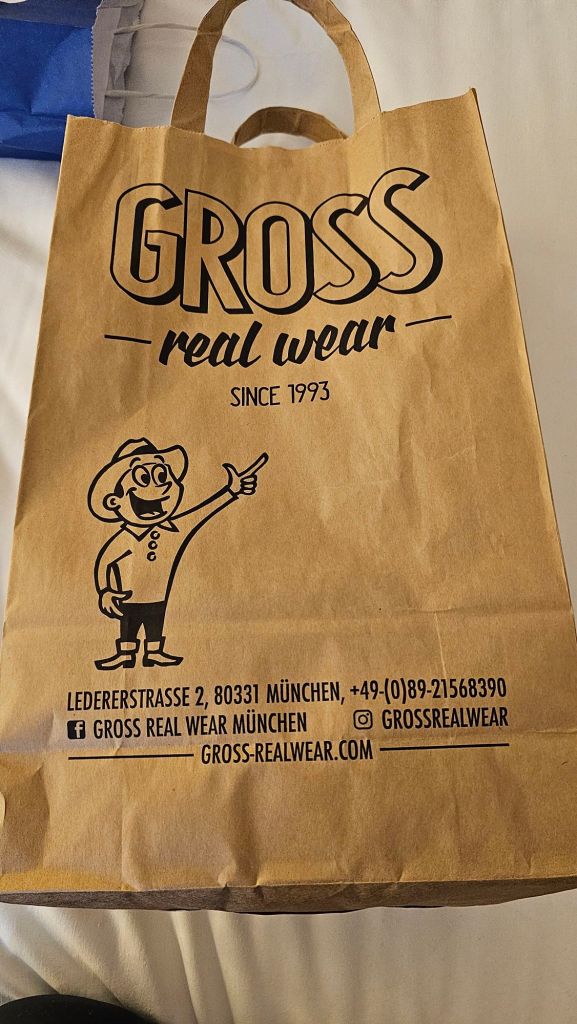 GROSS
real wear
SINCE 1993
LEDERERSTRASSE 2, 80331 MÜNCHEN, +49-(0)89-21568390
GROSS REAL WEAR MÜNCHEN GROSSREALWEAR
GROSS-REALWEAR.COM